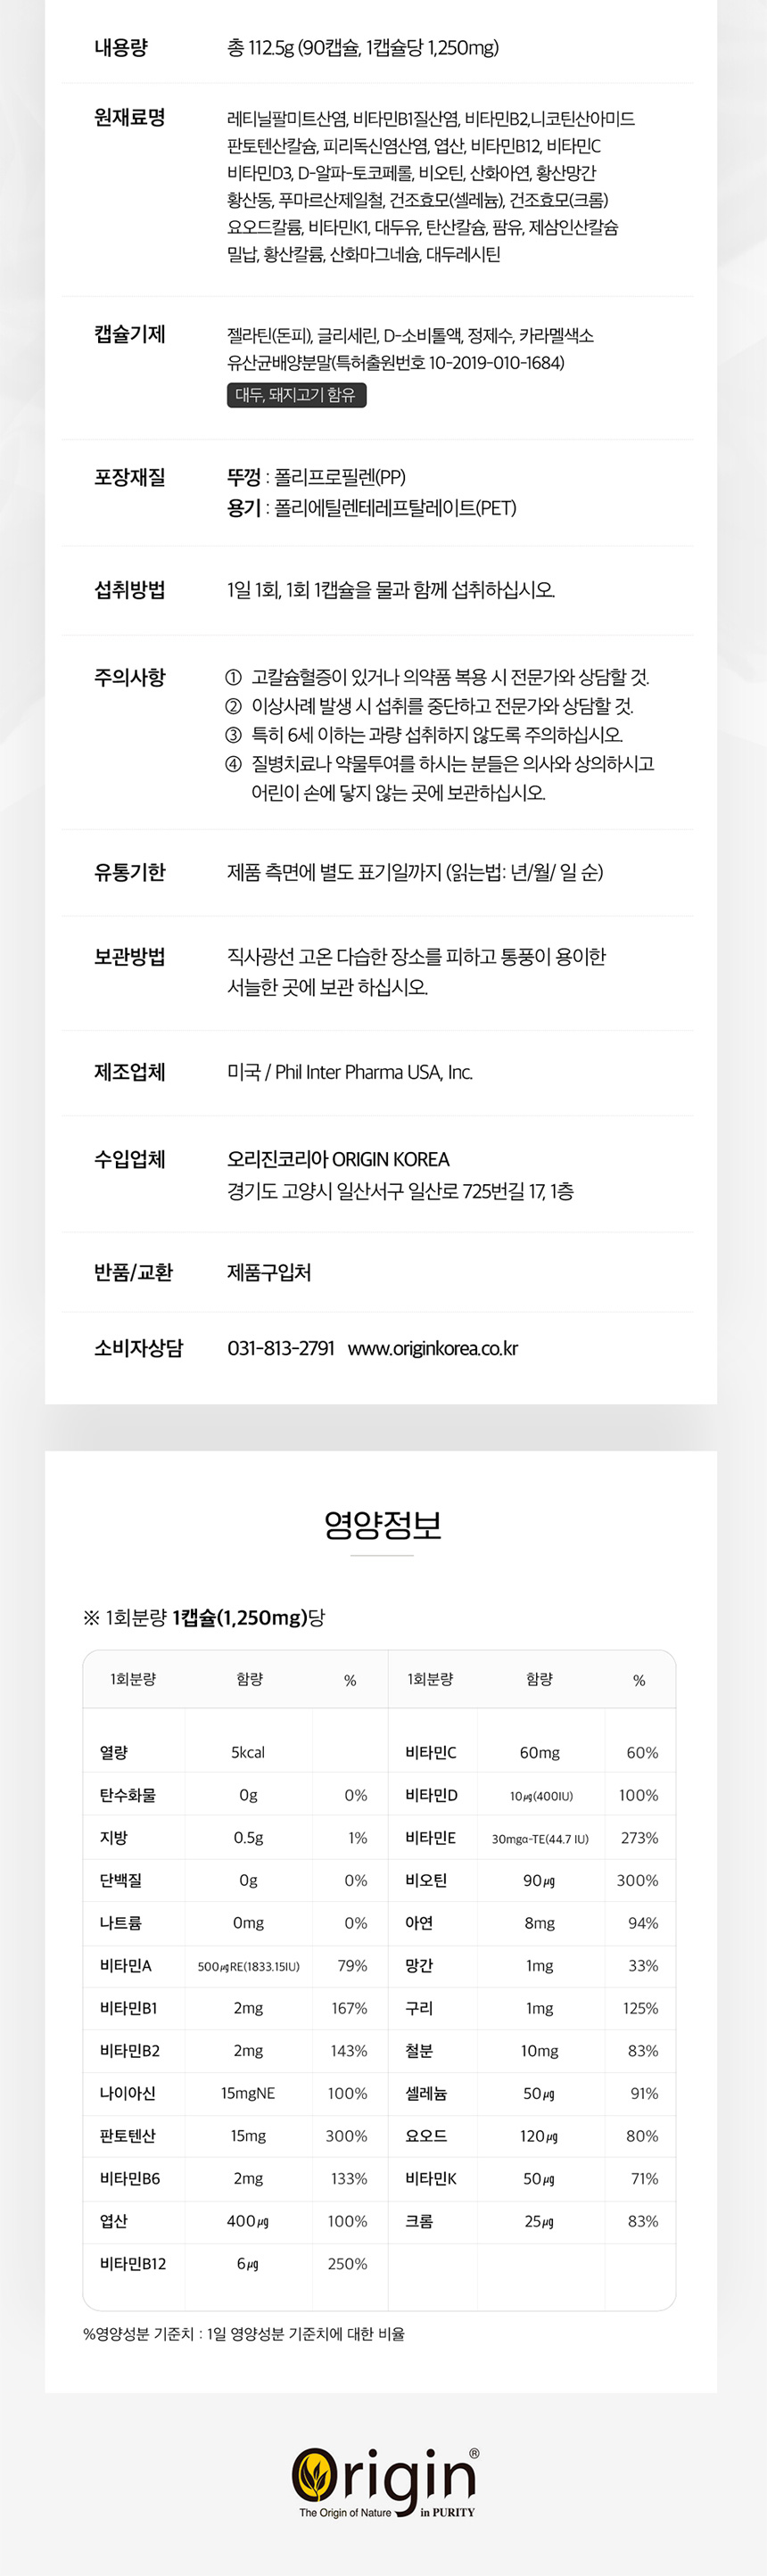 내용량 총 112.5g (90캡슐, 1캡슐당 1,250mg)
원재료명 레티닐팔미트산염, 비타민B1질산염, 비타민B2,니코틴산아미드
판토텐산칼슘, 피리독신염산염, 엽산, 비타민B12, 비타민C
비타민D3, D-알파-토코페롤, 비오틴, 산화아연, 황산망간
황산동, 푸마르산제일철, 건조효모(셀레늄), 건조효모(크롬)
요오드칼륨, 비타민K1, 대두유, 탄산칼슘, 팜유, 제삼인산칼슘
밀납, 황산칼륨, 산화마그네슘, 대두레시틴
캡슐기제 젤라틴(돈피), 글리세린, D-소비톨액, 정제수, 카라멜색소
유산균배양분말(특허출원번호 10-2019-010-1684)
대두, 돼지고기 함유
포장재질 뚜껑 : 폴리프로필렌(PP)
용기 : 폴리에틸렌테레프탈레이트(PET)
섭취방법 1일 1회, 1회 1캡슐을 물과 함께 섭취하십시오.
주의사항 ① 고칼슘혈증이 있거나 의약품 복용 시 전문가와 상담할 것.
② 이상사례 발생 시 섭취를 중단하고 전문가와 상담할 것.
③ 특히 6세 이하는 과량 섭취하지 않도록 주의하십시오.
④ 질병치료나 약물투여를 하시는 분들은 의사와 상의하시고
어린이 손에 닿지 않는 곳에 보관하십시오.
유통기한 제품 측면에 별도 표기일까지 (읽는법: 년/월/ 일 순)
보관방법 직사광선 고온 다습한 장소를 피하고 통풍이 용이한
서늘한 곳에 보관 하십시오.
제조업체 미국 / Phil Inter Pharma USA, Inc.
수입업체 오리진코리아 ORIGIN KOREA
경기도 고양시 일산서구 일산로 725번길 17, 1층
반품/교환 제품구입처
소비자상담 031-813-2791 www.originkorea.co.kr
영양정보
※ 1회분량 1캡슐(1,250mg)당
1회분량 함량 % 1회분량 함량 %
열량 5kcal 비타민C 60mg 60%
탄수화물 0g 0% 비타민D 10㎍(400IU) 100%
지방 0.5g 1% 비타민E 30mgα-TE(44.7 IU) 273%
단백질 0g 0% 비오틴 90㎍ 300%
나트륨 0mg 0% 아연 8mg 94%
비타민A 500㎍RE(1833.15IU) 79% 망간 1mg 33%
비타민B1 2mg 167% 구리 1mg 125%
비타민B2 2mg 143% 철분 10mg 83%
나이아신 15mgNE 100% 셀레늄 50㎍ 91%
판토텐산 15mg 300% 요오드 120㎍ 80%
비타민B6 2mg 133% 비타민K 50㎍ 71%
엽산 400㎍ 100% 크롬 25㎍ 83%
비타민B12 6㎍ 250%
%영양성분 기준치 : 1일 영양성분 기준치에 대한 비율
Origin®
The Origin of Nature in PURITY